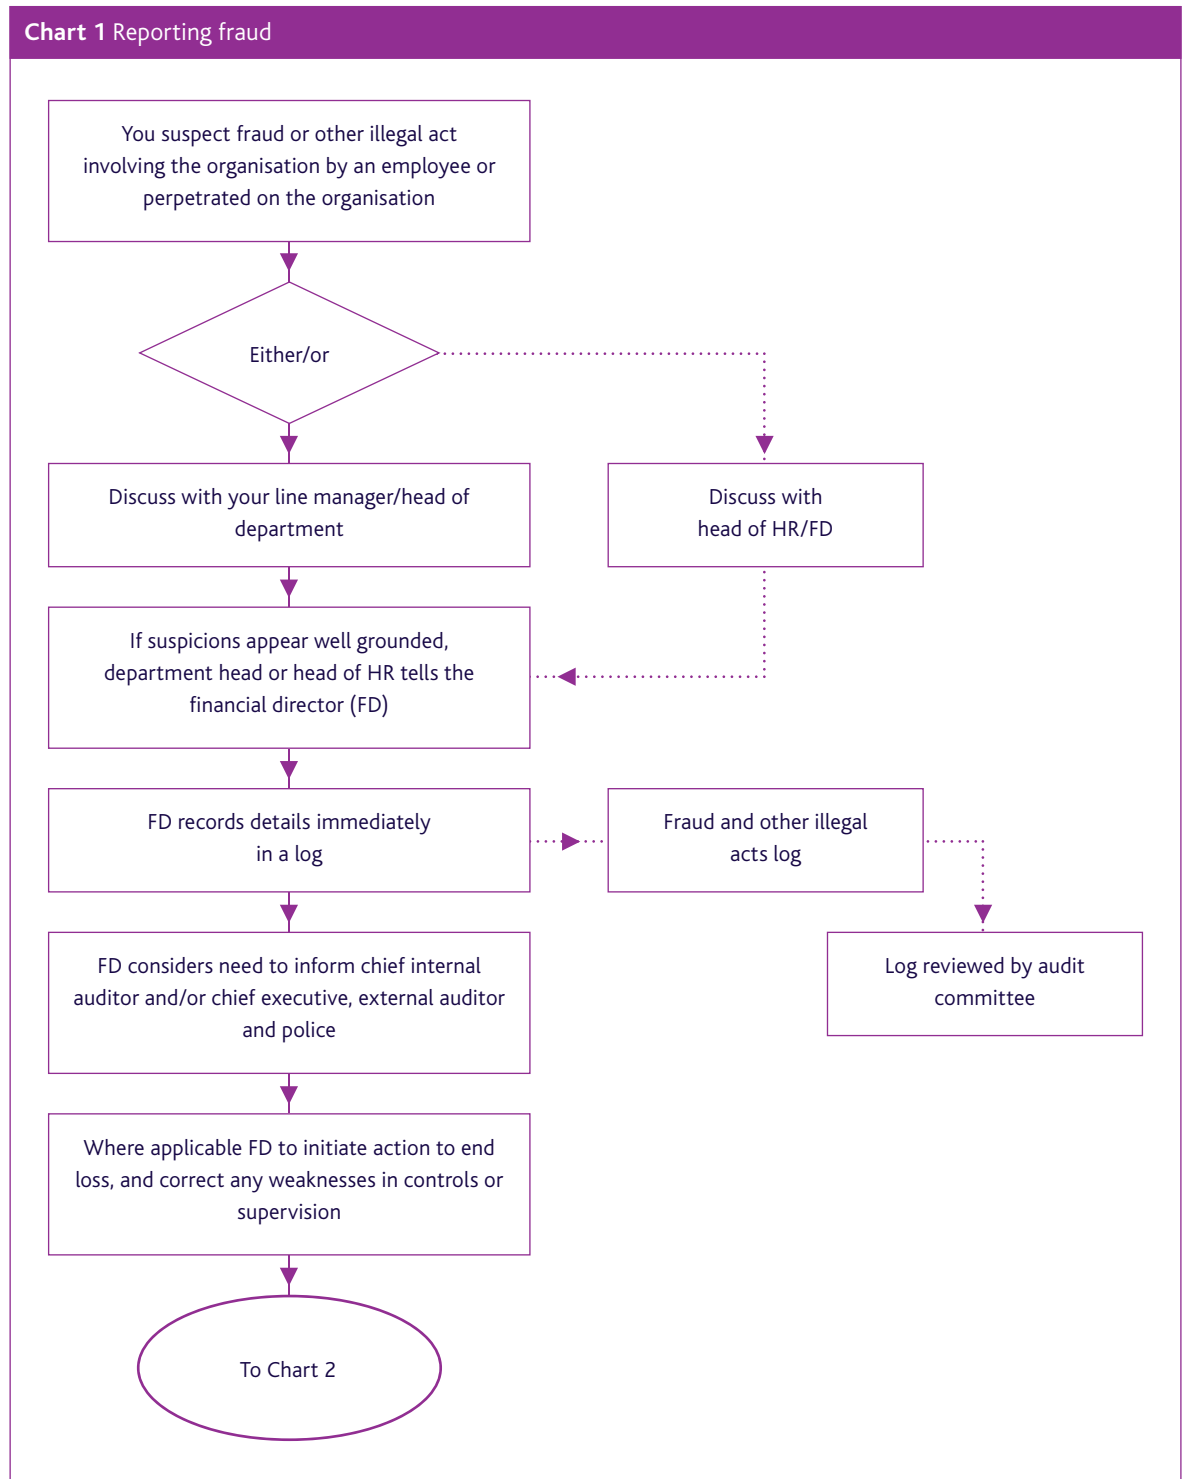 Chart 1 Reporting fraud
You suspect fraud or other illegal act
involving the organisation by an employee or
perpetrated on the organisation
Either/or
Discuss with your line manager/head of
department
Discuss with
head of HR/FD
If suspicions appear well grounded,
department head or head of HR tells the
financial director (FD)
FD records details immediately
in a log
Fraud and other illegal
acts log
FD considers need to inform chief internal
auditor and/or chief executive, external auditor
and police
Log reviewed by audit
committee
Where applicable FD to initiate action to end
loss, and correct any weaknesses in controls or
supervision
To Chart 2